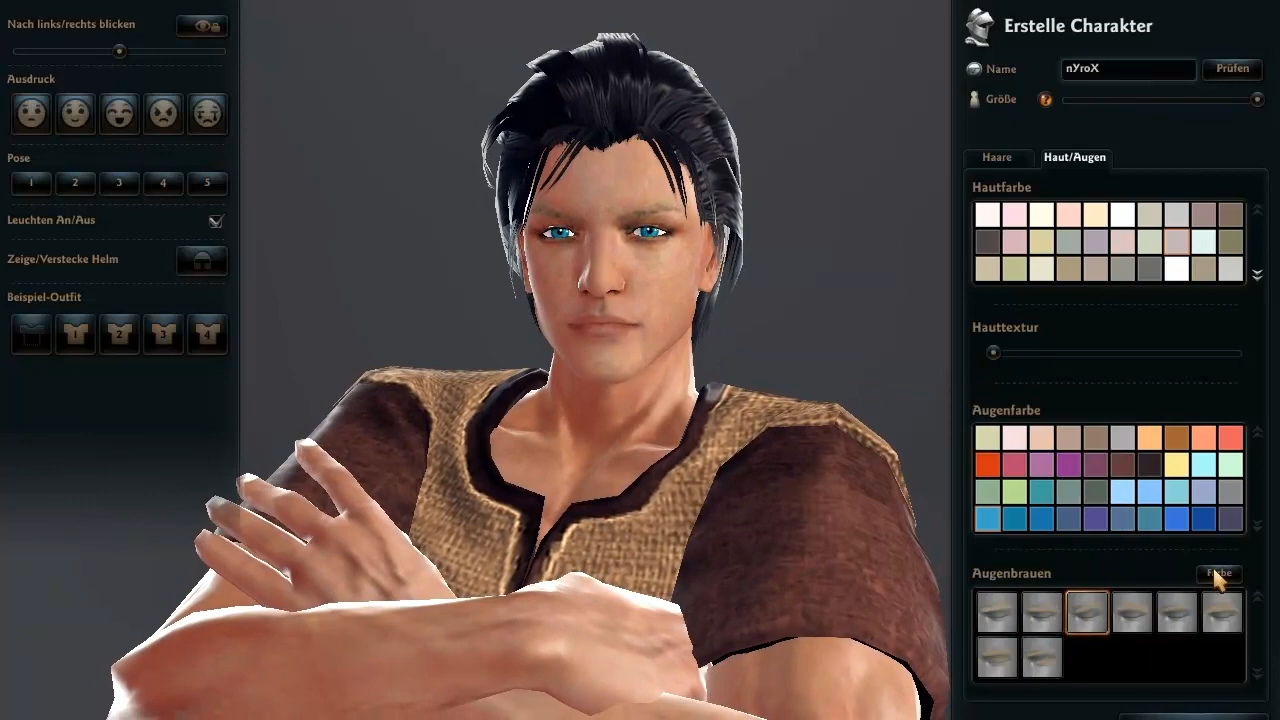 Nach links/rechts blicken
Ausdruck
Pose
1 2 3 4 5
Leuchten An/Aus
Zeige/Verstecke Helm
Beispiel-Outfit
1 2 3 4
Erstelle Charakter
Name nYroX Prüfen
Größe ?
Haare Haut/Augen
Hautfarbe
Hauttextur
Augenfarbe
Augenbrauen Farbe